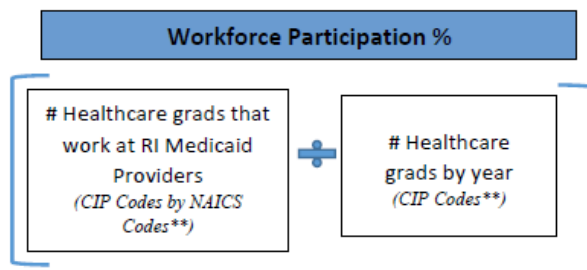 Workforce Participation %
# Healthcare grads that
work at RI Medicaid
Providers
(CIP Codes by NAICS
Codes**)
÷
# Healthcare
grads by year
(CIP Codes**)